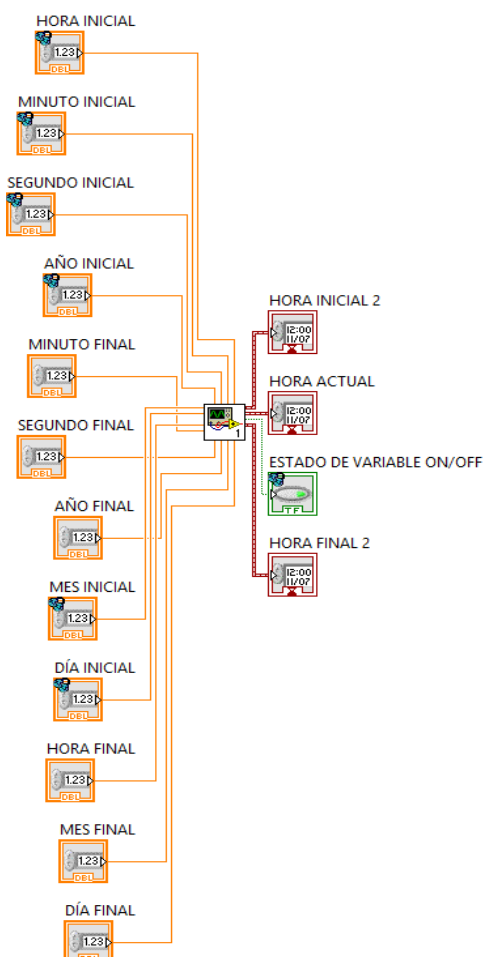 HORA INICIAL
1.23
DBL
MINUTO INICIAL
1.23
DBL
SEGUNDO INICIAL
1.23
DBL
AÑO INICIAL
1.23
DBL
MINUTO FINAL
1.23
DBL
SEGUNDO FINAL
1.23
DBL
AÑO FINAL
1.23
DBL
MES INICIAL
1.23
DBL
DÍA INICIAL
1.23
DBL
HORA FINAL
1.23
DBL
MES FINAL
1.23
DBL
DÍA FINAL
1.23
DBL
1
HORA INICIAL 2
12:00
11/07
HORA ACTUAL
12:00
11/07
ESTADO DE VARIABLE ON/OFF
TF
HORA FINAL 2
12:00
11/07